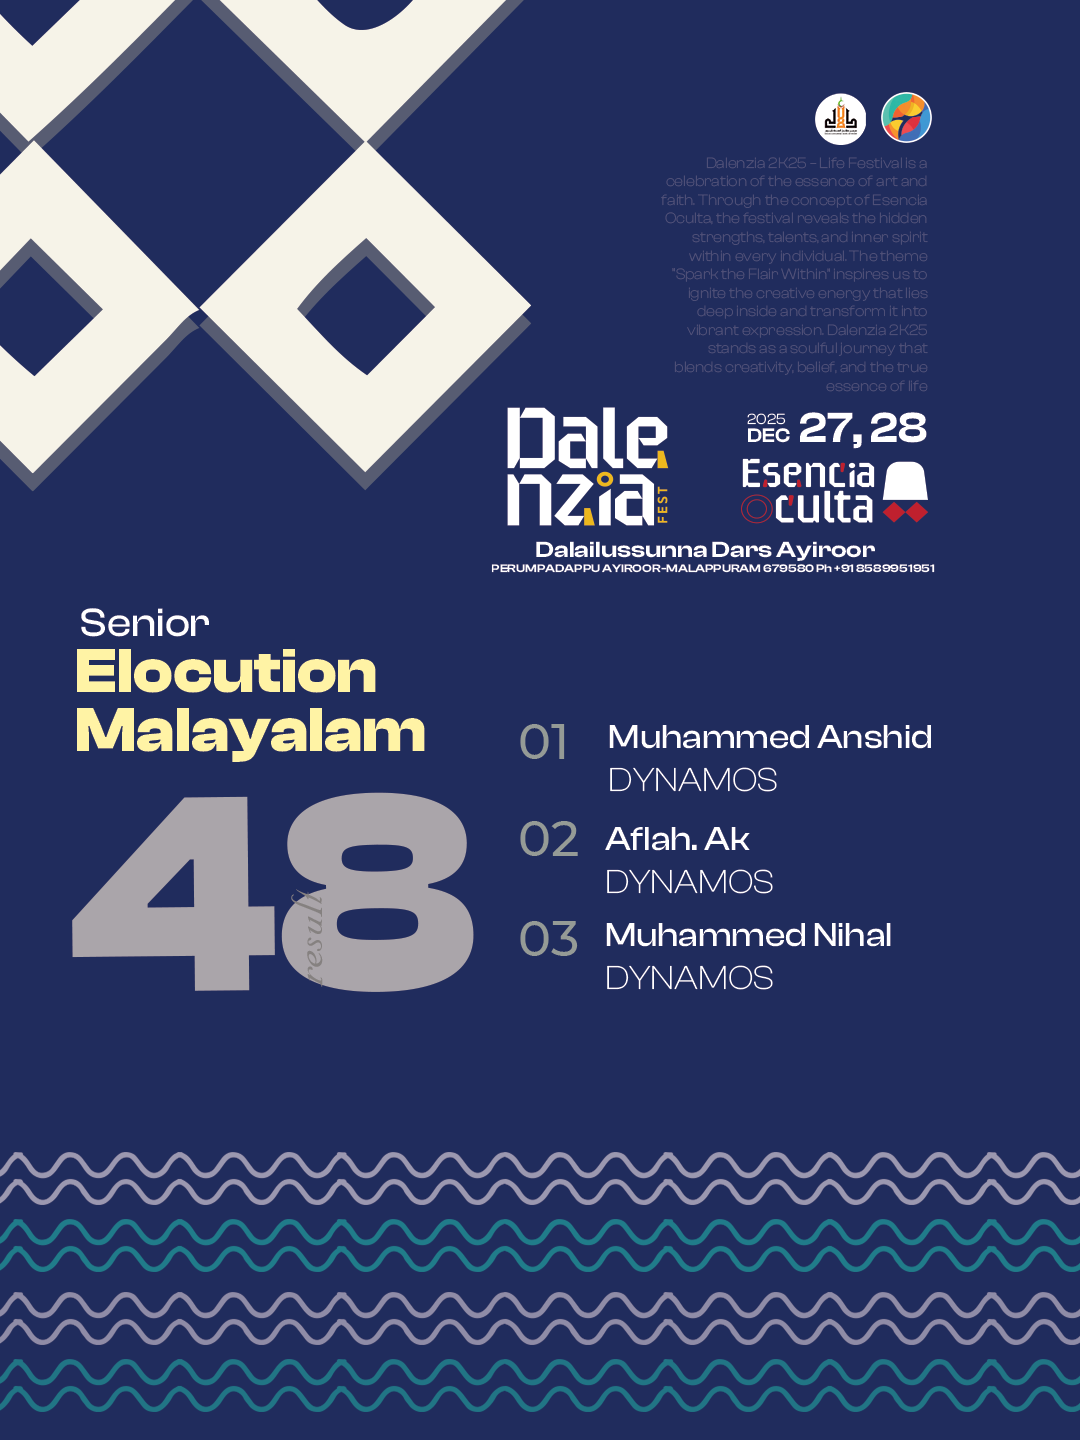 Dalenzia 2K25 – Life Festival is a
celebration of the essence of art and
faith. Through the concept of Esencia
Oculta, the festival reveals the hidden
strengths, talents, and inner spirit
within every individual. The theme
"Spark the Flair Within" inspires us to
ignite the creative energy that lies
deep inside and transform it into
vibrant expression. Dalenzia 2K25
stands as a soulful journey that
blends creativity, belief, and the true
essence of life
Dale
nzia
FEST
2025
DEC 27, 28
Esencia
Oculta
Dalailussunna Dars Ayiroor
PERUMPADAPPU AYIROOR-MALAPPURAM 679580 Ph +91 8589951951
Senior
Elocution
Malayalam
48
result
01 Muhammed Anshid
DYNAMOS
02 Aflah. Ak
DYNAMOS
03 Muhammed Nihal
DYNAMOS